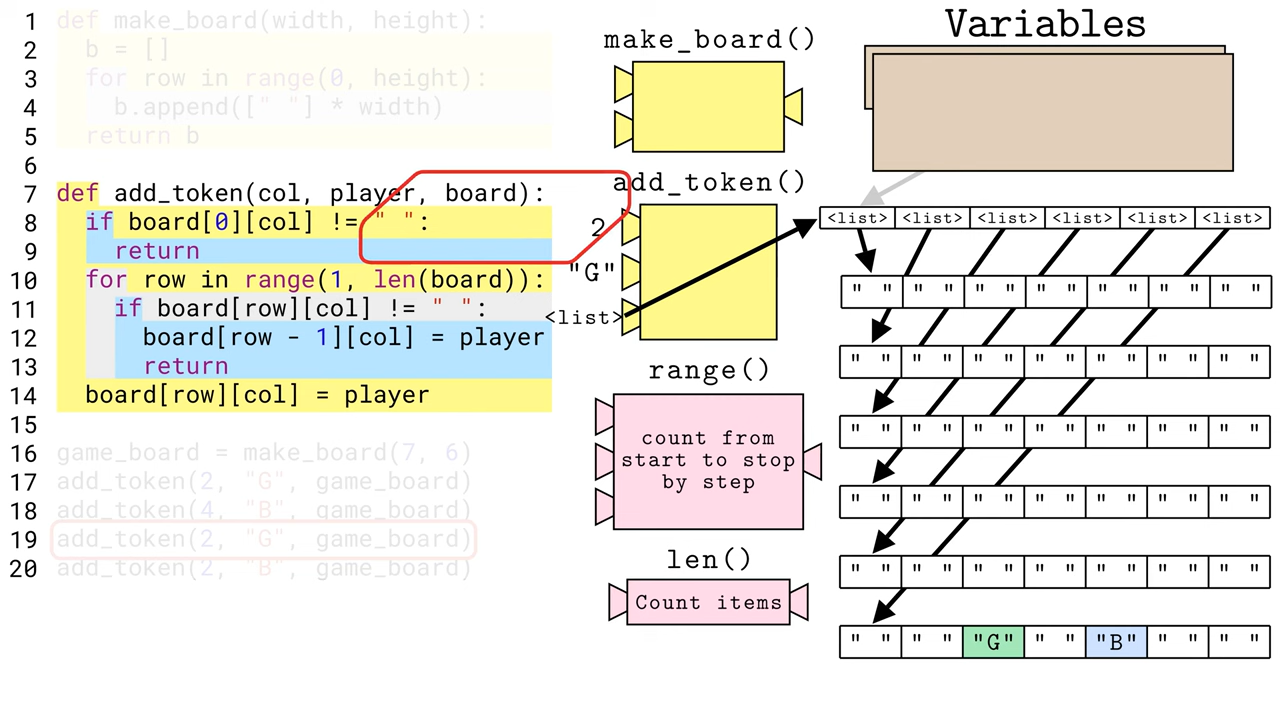 1 def make_board(width, height):
2   b = []
3   for row in range(0, height):
4     b.append([" "] * width)
5   return b
6
7 def add_token(col, player, board):
8   if board[0][col] != " ":
9     return
10   for row in range(1, len(board)):
11     if board[row][col] != " ":
12       board[row - 1][col] = player
13       return
14   board[row][col] = player
15
16 game_board = make_board(7, 6)
17 add_token(2, "G", game_board)
18 add_token(4, "B", game_board)
19 add_token(2, "G", game_board)
20 add_token(2, "B", game_board)
make_board()
add_token()
2
"G"
<list>
range()
count from
start to stop
by step
len()
Count items
Variables
<list> <list> <list> <list> <list> <list>
" " " " " " " " " " " " " "
" " " " " " " " " " " " " "
" " " " " " " " " " " " " "
" " " " " " " " " " " " " "
" " " " " " " " " " " " " "
" " " " "G" " " "B" " " " "